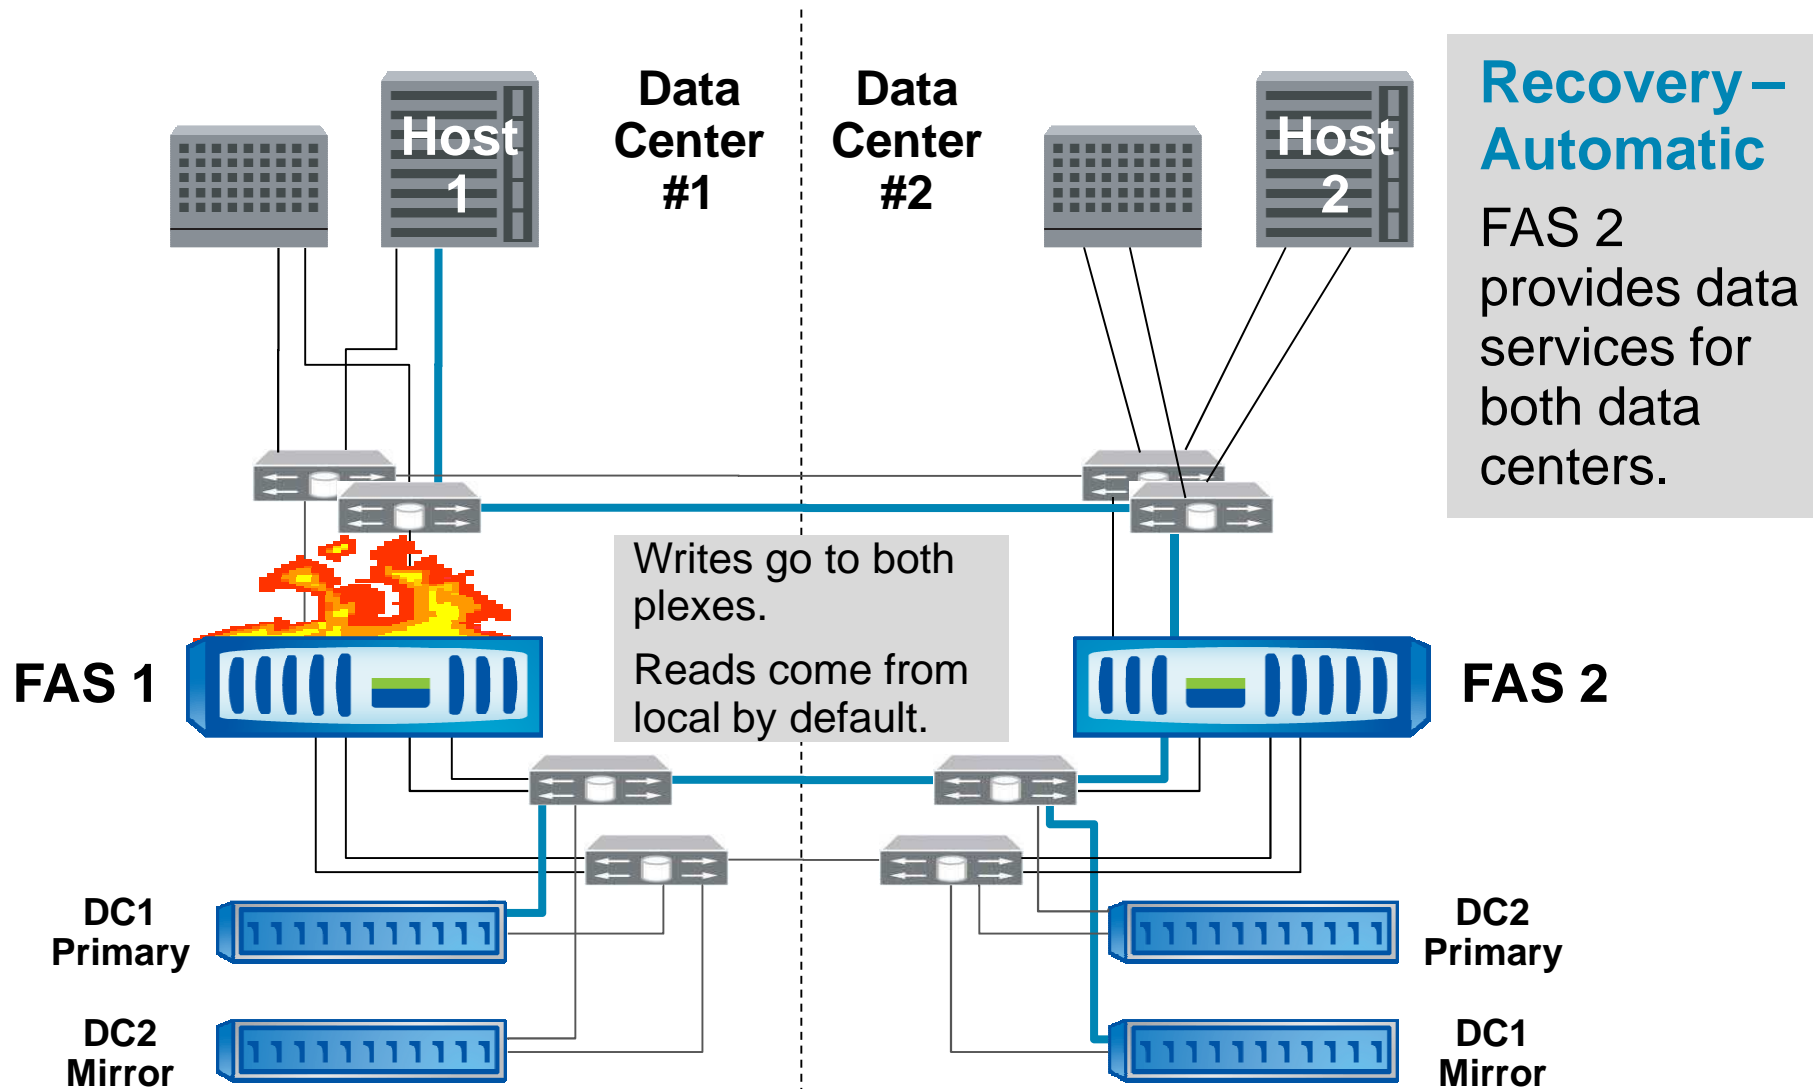 Host
1
Data
Center
#1
Data
Center
#2
Host
2
Recovery –
Automatic
FAS 2
provides data
services for
both data
centers.
Writes go to both
plexes.
Reads come from
local by default.
FAS 1
FAS 2
DC1
Primary
DC2
Primary
DC2
Mirror
DC1
Mirror